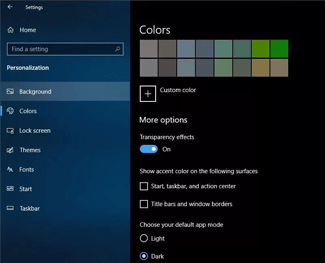 Settings
Home
Find a setting
Personalization
Background
Colors
Lock screen
Themes
Fonts
Start
Taskbar
Colors
Custom color
More options
Transparency effects
On
Show accent color on the following surfaces
Start, taskbar, and action center
Title bars and window borders
Choose your default app mode
Light
Dark